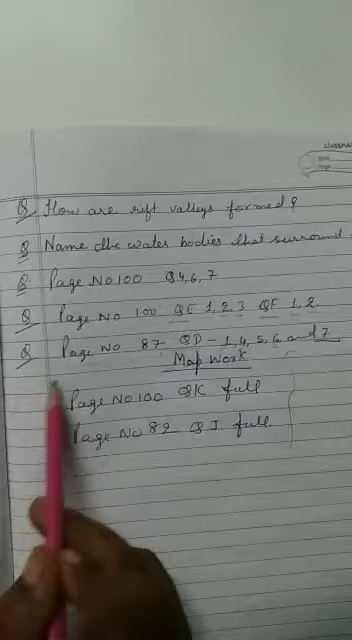 classmate
Q How are rift valleys formed?
Q Name the water bodies that surround
Q Page No 100 Q4, 6, 7
Q Page No 100 QE 1, 2, 3 QF 1, 2
Q Page No 87 QD - 1, 4, 5, 6, and 7
Map Work
Page No 100 QK full
Page No 82 QJ full.